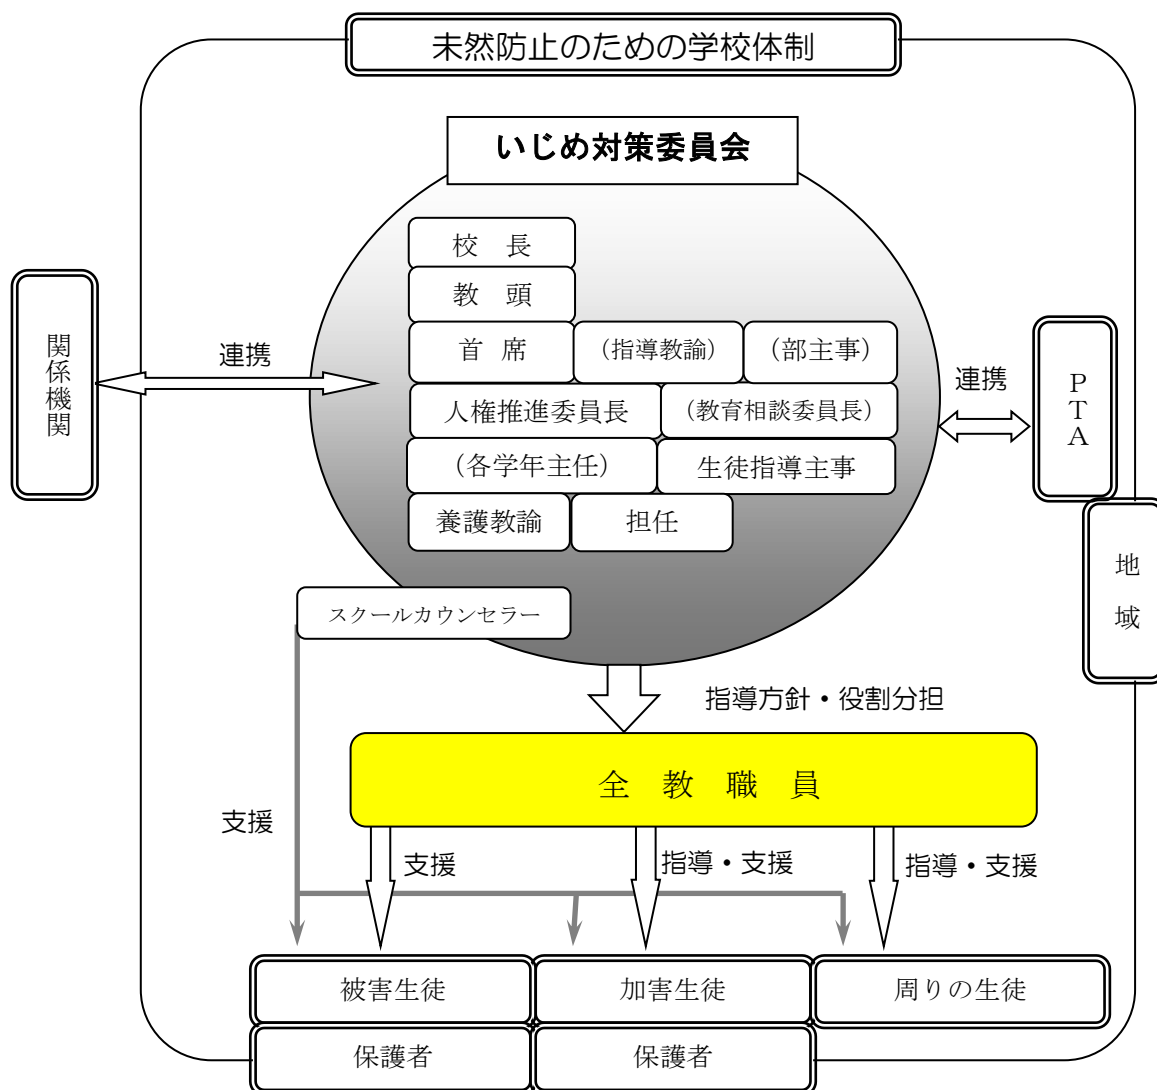 未然防止のための学校体制
いじめ対策委員会
校 長
教 頭
首 席
(指導教諭)
(部主事)
人権推進委員長
(教育相談委員長)
(各学年主任)
生徒指導主事
養護教諭
担任
スクールカウンセラー
関係機関
連携
連携
PTA
地域
指導方針・役割分担
全 教 職 員
支援
支援
指導・支援
指導・支援
被害生徒
加害生徒
周りの生徒
保護者
保護者